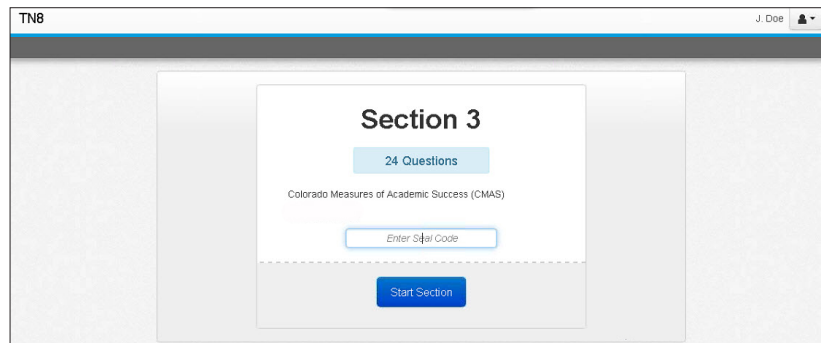 TN8
J. Doe
Section 3
24 Questions
Colorado Measures of Academic Success (CMAS)
Enter Seal Code
Start Section